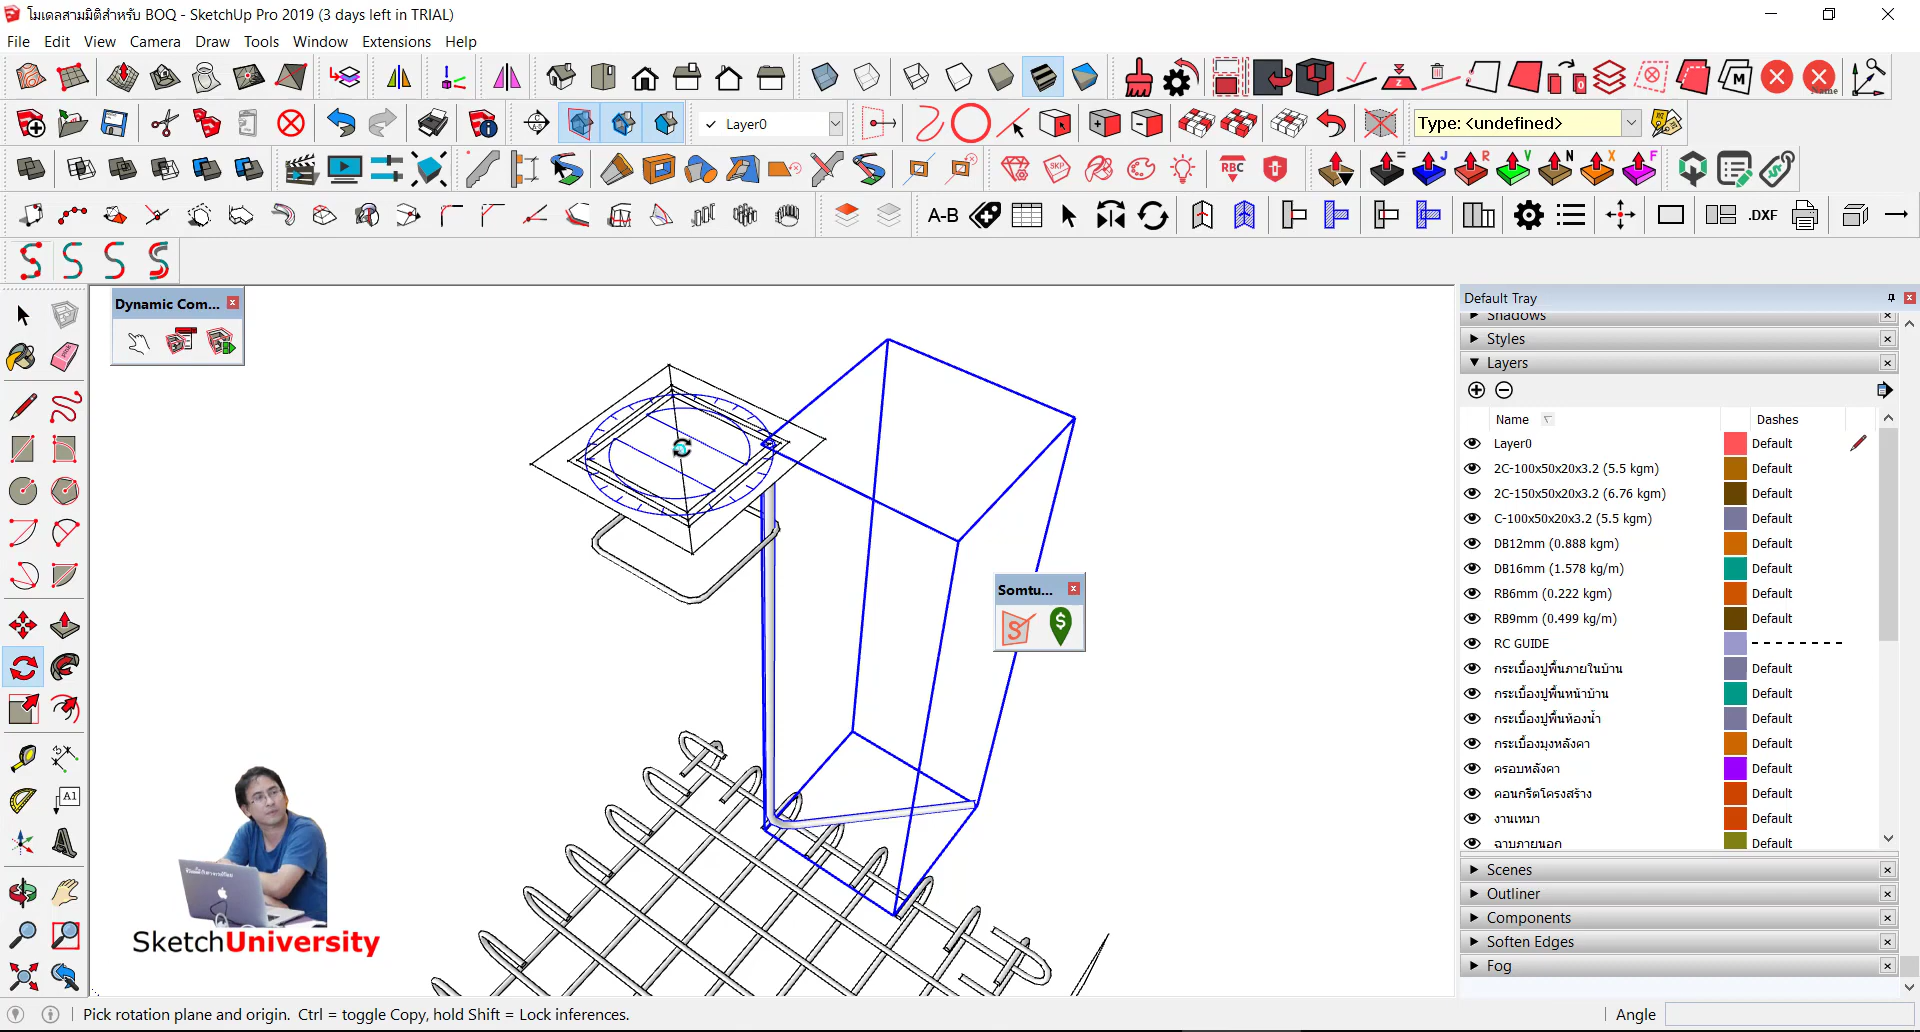 โมเดลสามมิติสำหรับ BOQ - SketchUp Pro 2019 (3 days left in TRIAL)
File Edit View Camera Draw Tools Window Extensions Help
Name
Layer0
Type: <undefined>
RBC
A-B
.DXF
Dynamic Com...
Default Tray
Shadows
Styles
Layers
Name Dashes
Layer0 Default
2C-100x50x20x3.2 (5.5 kgm) Default
2C-150x50x20x3.2 (6.76 kgm) Default
C-100x50x20x3.2 (5.5 kgm) Default
DB12mm (0.888 kgm) Default
DB16mm (1.578 kg/m) Default
RB6mm (0.222 kgm) Default
RB9mm (0.499 kg/m) Default
RC GUIDE
กระเบื้องปูพื้นภายในบ้าน Default
กระเบื้องปูพื้นหน้าบ้าน Default
กระเบื้องปูพื้นห้องน้ำ Default
กระเบื้องมุงหลังคา Default
ครอบหลังคา Default
คอนกรีตโครงสร้าง Default
งานเหมา Default
ฉาบภายนอก Default
Somtu...
Scenes
Outliner
Components
Soften Edges
Fog
SketchUniversity
Pick rotation plane and origin. Ctrl = toggle Copy, hold Shift = Lock inferences.
Angle